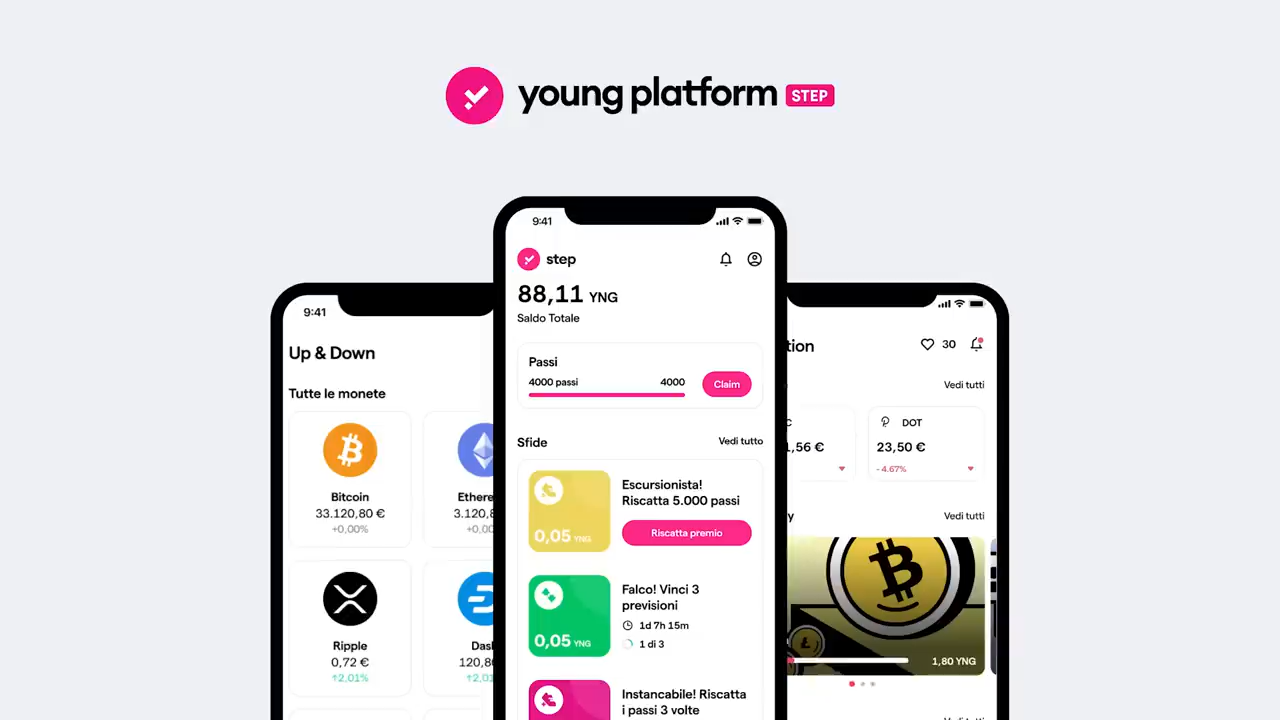 young platform STEP
9:41
Up & Down
Tutte le monete
Bitcoin
33.120,80 €
+0,00%
Ripple
0,72 €
↑2,01%
9:41
step
88,11 YNG
Saldo Totale
Passi
4000 passi 4000
Claim
Sfide Vedi tutto
0,05 YNG
Escursionista!
Riscatta 5.000 passi
Riscatta premio
0,05 YNG
Falco! Vinci 3
previsioni
1d 7h 15m
1 di 3
Instancabile! Riscatta
i passi 3 volte
30
Vedi tutti
DOT
23,50 €
- 4.67%
Vedi tutti
1,80 YNG